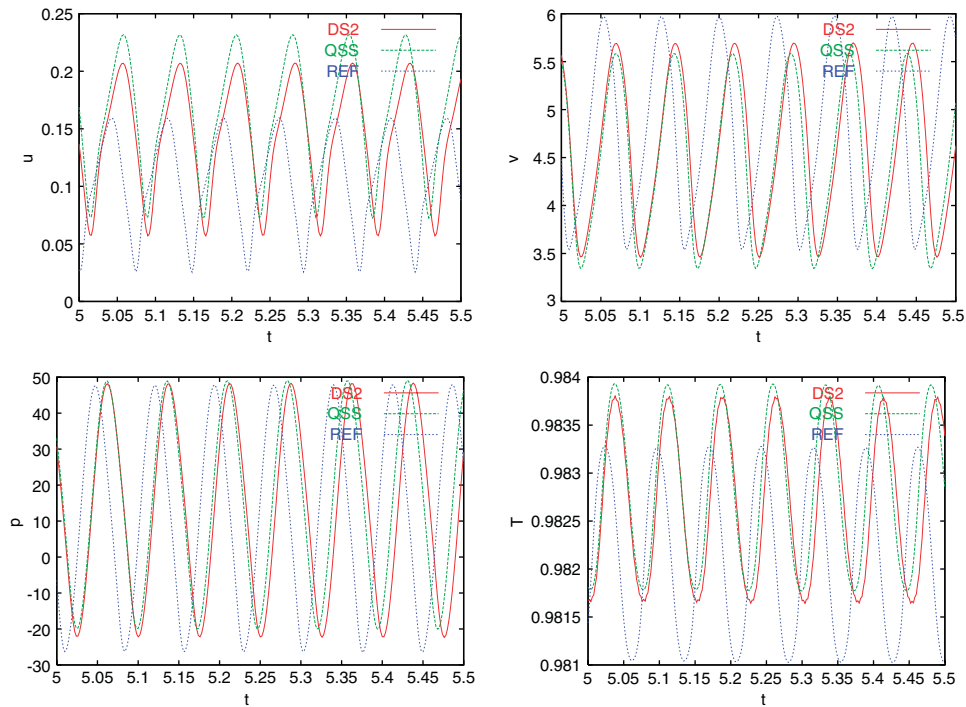 0.25
0.2
0.15
0.1
0.05
0
u
5 5.05 5.1 5.15 5.2 5.25 5.3 5.35 5.4 5.45 5.5
t
DS2
QSS
REF
6
5.5
5
4.5
4
3.5
3
v
5 5.05 5.1 5.15 5.2 5.25 5.3 5.35 5.4 5.45 5.5
t
DS2
QSS
REF
50
40
30
20
10
0
-10
-20
-30
p
5 5.05 5.1 5.15 5.2 5.25 5.3 5.35 5.4 5.45 5.5
t
DS2
QSS
REF
0.984
0.9835
0.983
0.9825
0.982
0.9815
0.981
T
5 5.05 5.1 5.15 5.2 5.25 5.3 5.35 5.4 5.45 5.5
t
DS2
QSS
REF